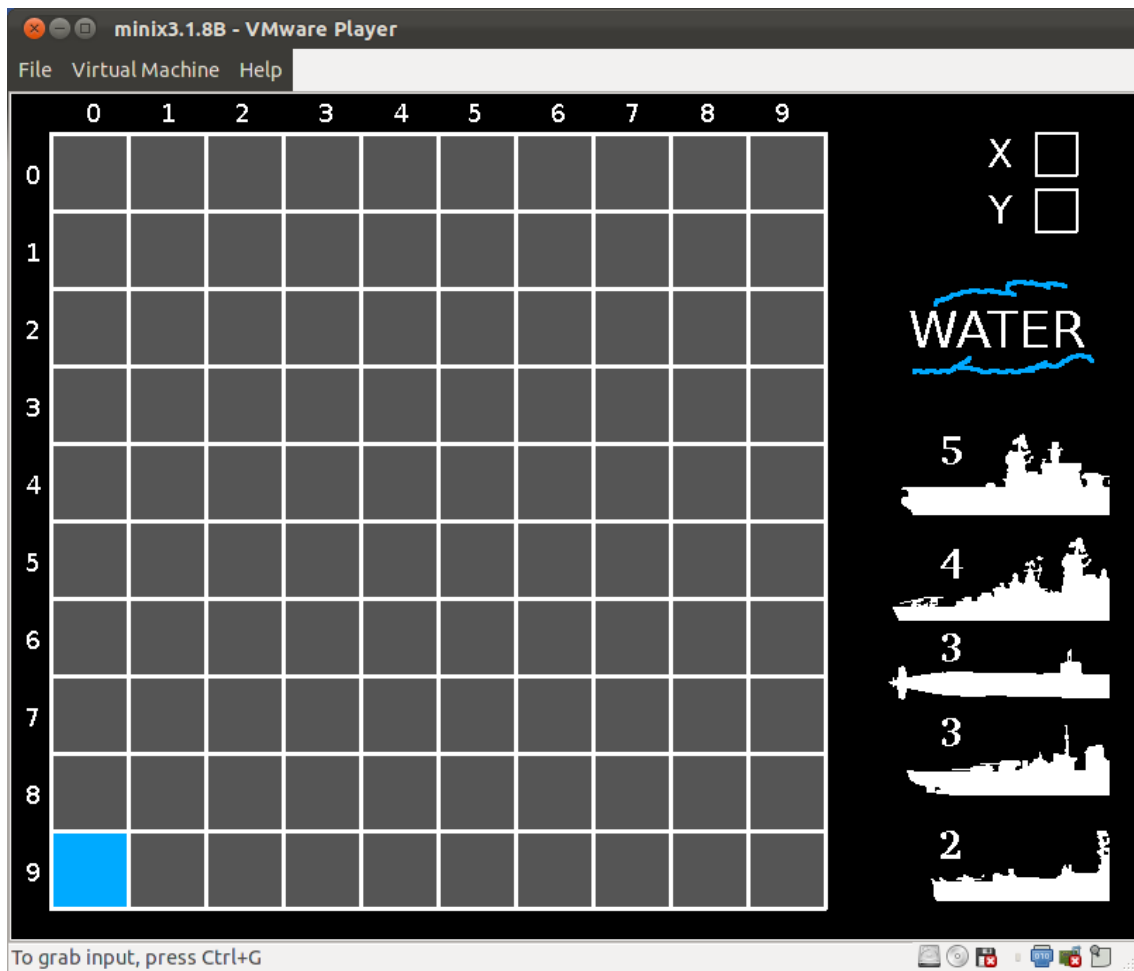 minix3.1.8B - VMware Player
File Virtual Machine Help
0 1 2 3 4 5 6 7 8 9
0
1
2
3
4
5
6
7
8
9
X
Y
WATER
5
4
3
3
2
To grab input, press Ctrl+G